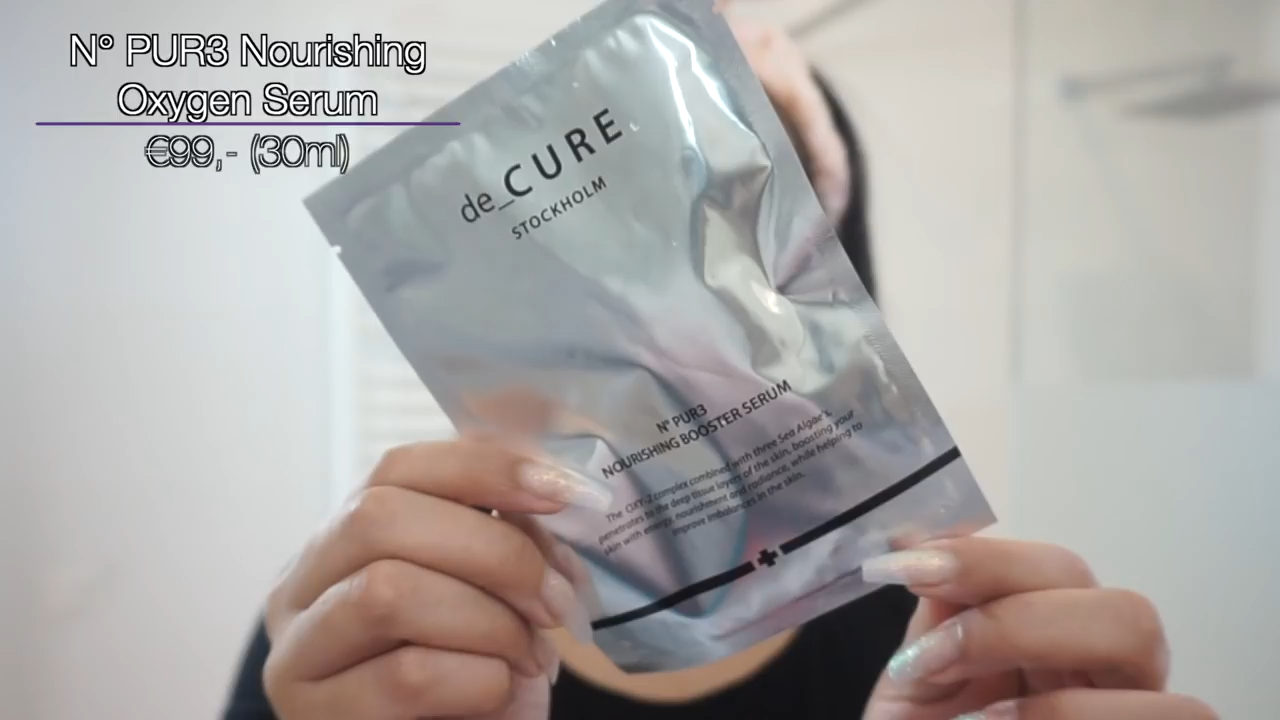 N° PUR3 Nourishing
Oxygen Serum
€99,- (30ml)
de_CURE
STOCKHOLM
N° PUR3
NOURISHING BOOSTER SERUM
The OXY-2 complex combined with three Sea Algae's,
penetrates to the deep tissue layers of the skin, boosting your
skin with energy, nourishment and radiance, while helping to
improve imbalances in the skin.